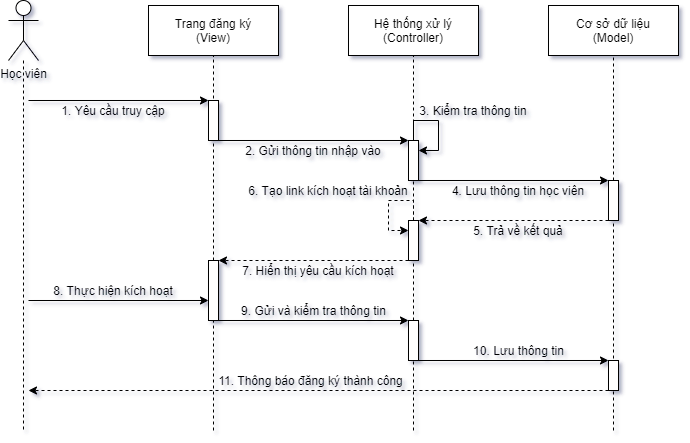 Học viên
Trang đăng ký
(View)
Hệ thống xử lý
(Controller)
Cơ sở dữ liệu
(Model)
1. Yêu cầu truy cập
2. Gửi thông tin nhập vào
3. Kiểm tra thông tin
4. Lưu thông tin học viên
5. Trả về kết quả
6. Tạo link kích hoạt tài khoản
7. Hiển thị yêu cầu kích hoạt
8. Thực hiện kích hoạt
9. Gửi và kiểm tra thông tin
10. Lưu thông tin
11. Thông báo đăng ký thành công